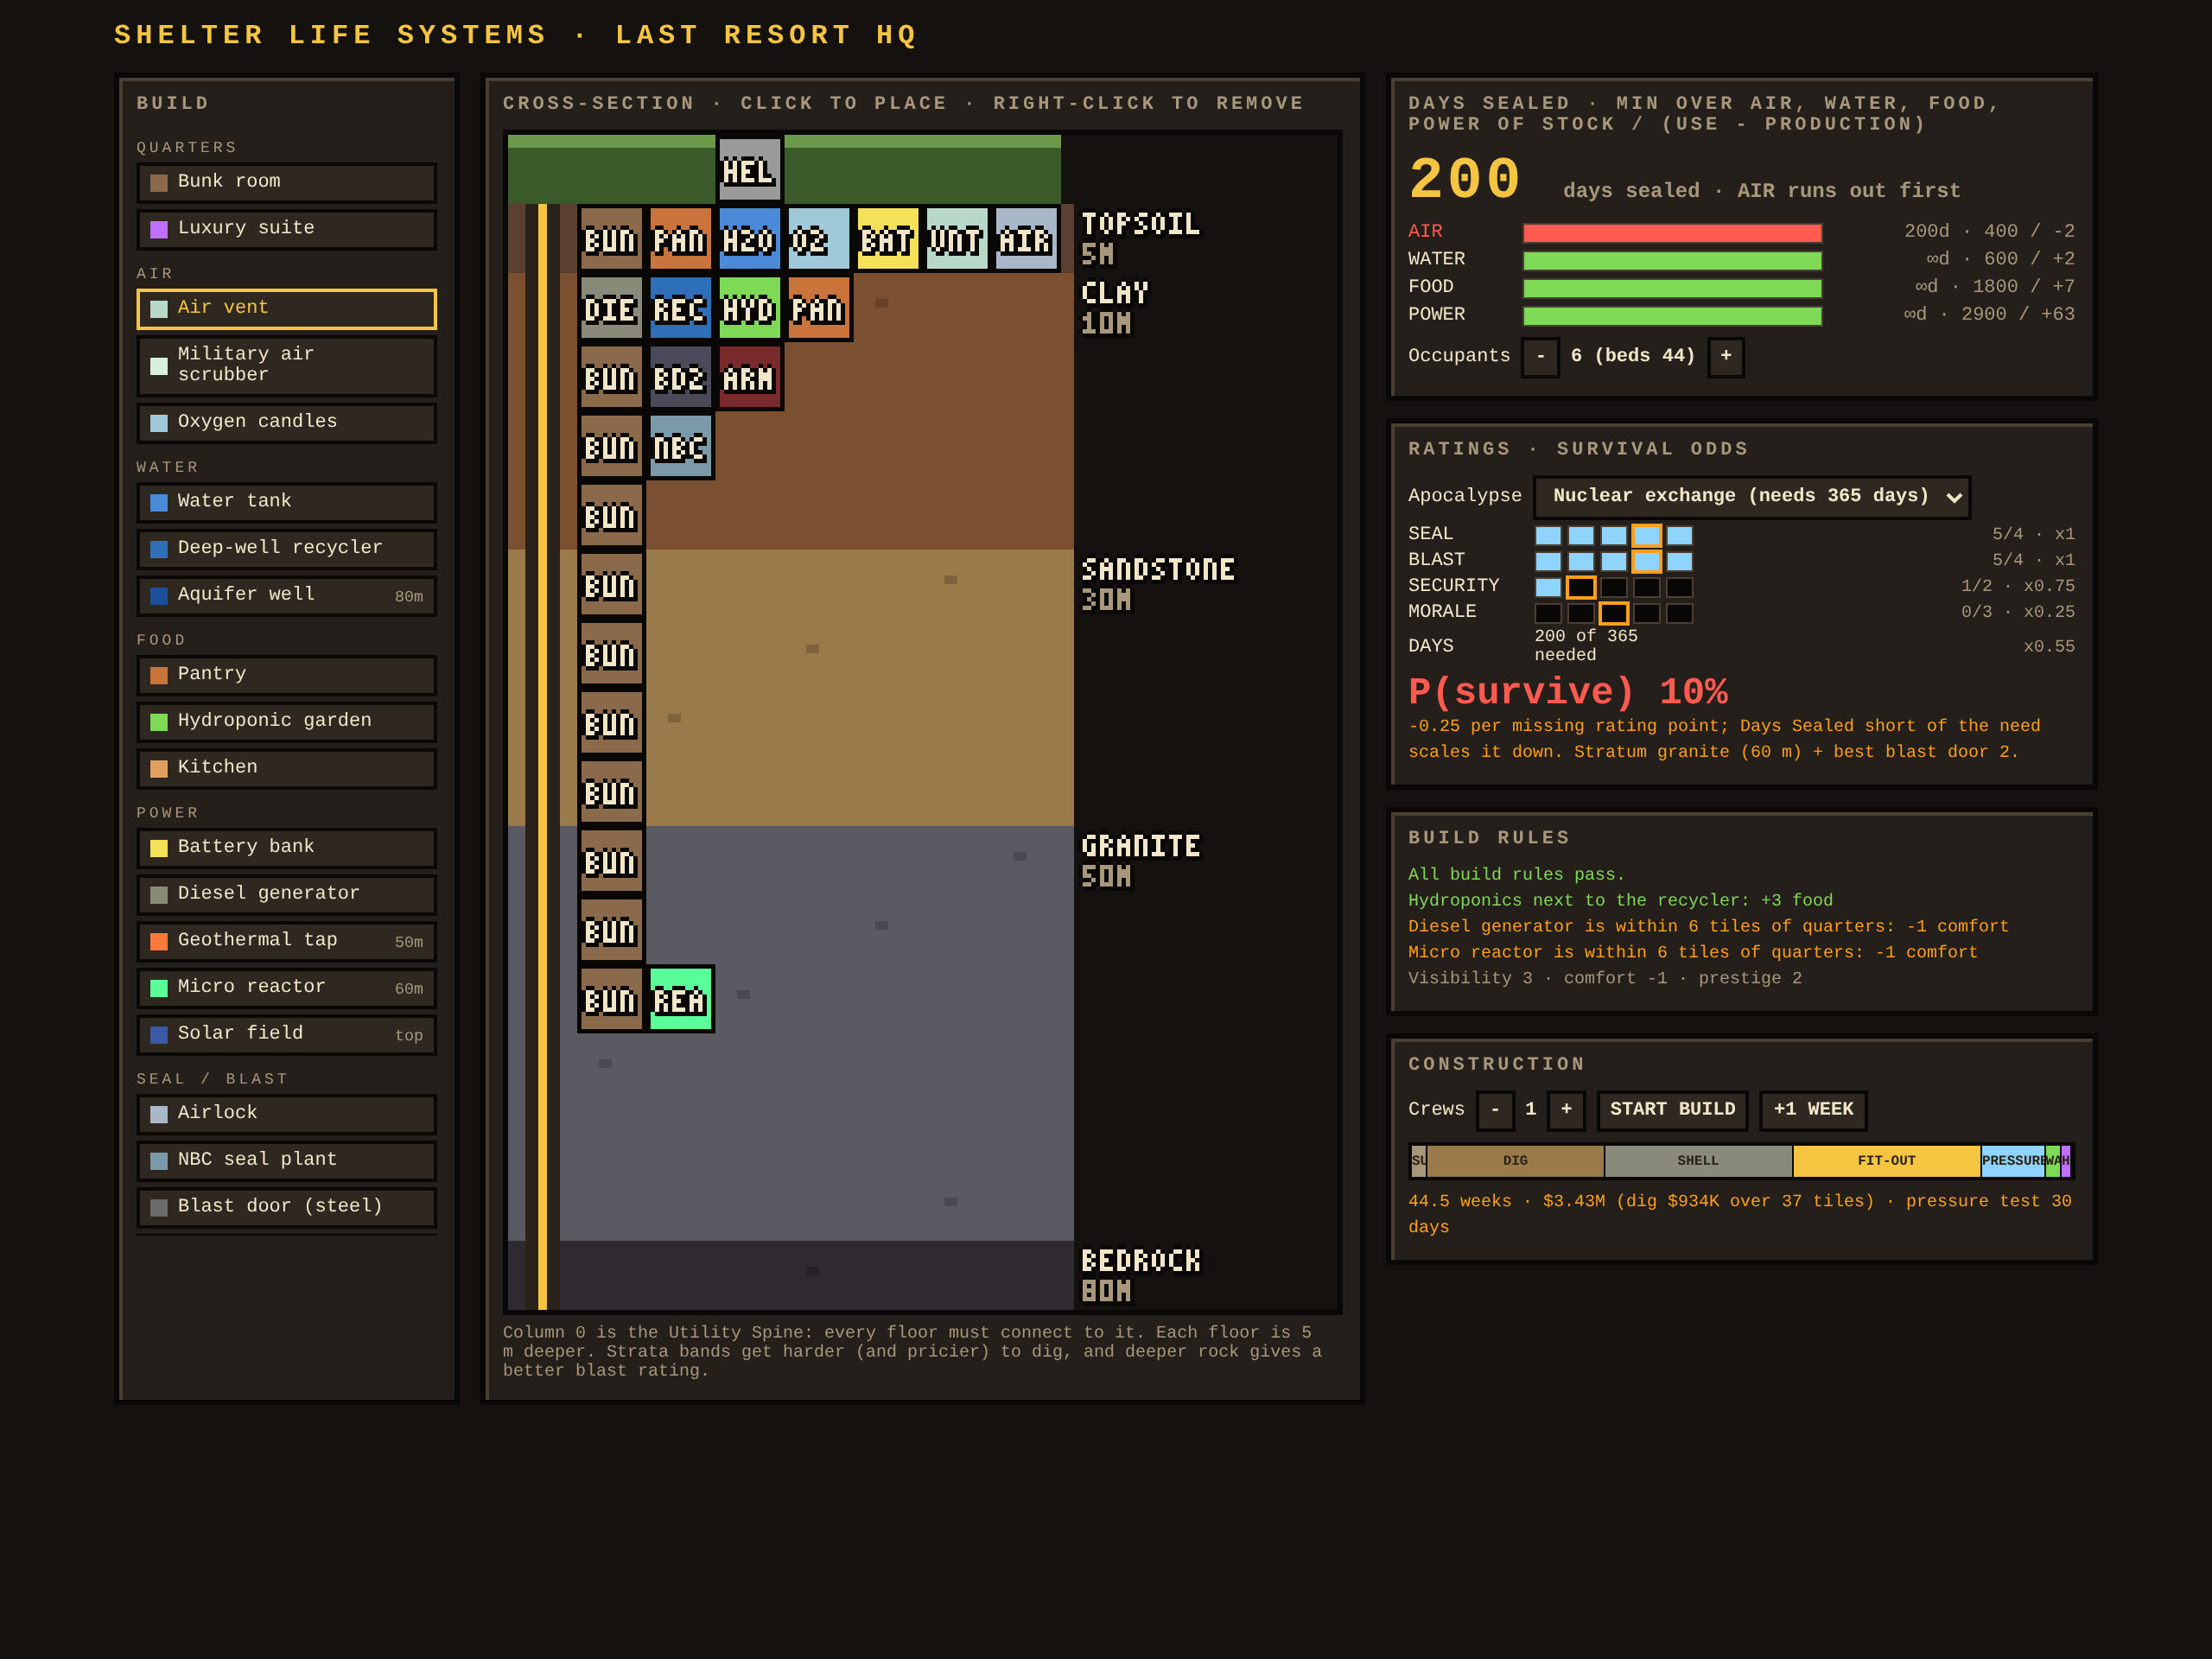 SHELTER LIFE SYSTEMS · LAST RESORT HQ
BUILD
QUARTERS
Bunk room
Luxury suite
AIR
Air vent
Military air
scrubber
Oxygen candles
WATER
Water tank
Deep-well recycler
Aquifer well 80m
FOOD
Pantry
Hydroponic garden
Kitchen
POWER
Battery bank
Diesel generator
Geothermal tap 50m
Micro reactor 60m
Solar field top
SEAL / BLAST
Airlock
NBC seal plant
Blast door (steel)
CROSS-SECTION · CLICK TO PLACE · RIGHT-CLICK TO REMOVE
HEL
BUN PAN H2O O2 BAT VNT AIR
TOPSOIL
5M
DIE REC HYD PAN
CLAY
10M
BUN BD2 ARM
BUN NBC
BUN
BUN
SANDSTONE
30M
BUN
BUN
BUN
BUN
GRANITE
50M
BUN
BUN REA
BEDROCK
80M
Column 0 is the Utility Spine: every floor must connect to it. Each floor is 5
m deeper. Strata bands get harder (and pricier) to dig, and deeper rock gives a
better blast rating.
DAYS SEALED · MIN OVER AIR, WATER, FOOD,
POWER OF STOCK / (USE - PRODUCTION)
200 days sealed · AIR runs out first
AIR 200d · 400 / -2
WATER ∞d · 600 / +2
FOOD ∞d · 1800 / +7
POWER ∞d · 2900 / +63
Occupants - 6 (beds 44) +
RATINGS · SURVIVAL ODDS
Apocalypse Nuclear exchange (needs 365 days)
SEAL 5/4 · x1
BLAST 5/4 · x1
SECURITY 1/2 · x0.75
MORALE 0/3 · x0.25
DAYS 200 of 365
needed x0.55
P(survive) 10%
-0.25 per missing rating point; Days Sealed short of the need
scales it down. Stratum granite (60 m) + best blast door 2.
BUILD RULES
All build rules pass.
Hydroponics next to the recycler: +3 food
Diesel generator is within 6 tiles of quarters: -1 comfort
Micro reactor is within 6 tiles of quarters: -1 comfort
Visibility 3 · comfort -1 · prestige 2
CONSTRUCTION
Crews - 1 + START BUILD +1 WEEK
SU DIG SHELL FIT-OUT PRESSURE WA H
44.5 weeks · $3.43M (dig $934K over 37 tiles) · pressure test 30
days